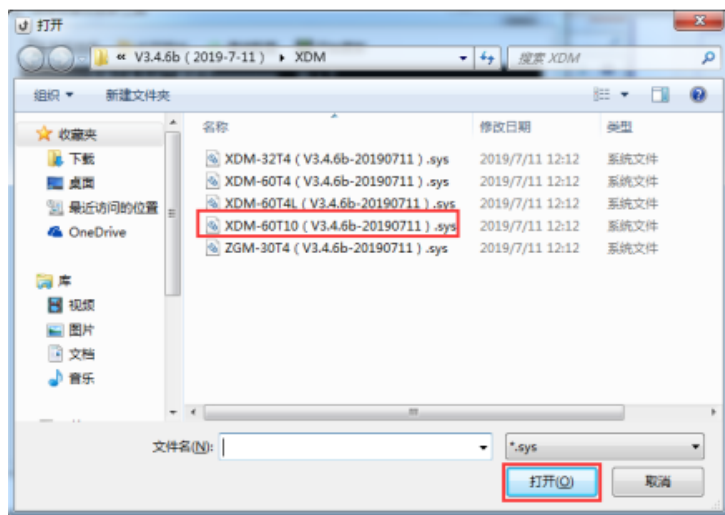 打开
« V3.4.6b ( 2019-7-11 ) ▸ XDM
搜索 XDM
组织 新建文件夹
名称 修改日期 类型
收藏夹
下载
桌面
最近访问的位置
OneDrive
库
视频
图片
文档
音乐
XDM-32T4 ( V3.4.6b-20190711 ) .sys 2019/7/11 12:12 系统文件
XDM-60T4 ( V3.4.6b-20190711 ) .sys 2019/7/11 12:12 系统文件
XDM-60T4L ( V3.4.6b-20190711 ) .sys 2019/7/11 12:12 系统文件
XDM-60T10 ( V3.4.6b-20190711 ) .sys 2019/7/11 12:12 系统文件
ZGM-30T4 ( V3.4.6b-20190711 ) .sys 2019/7/11 12:12 系统文件
文件名(N): *.sys
打开(O) 取消